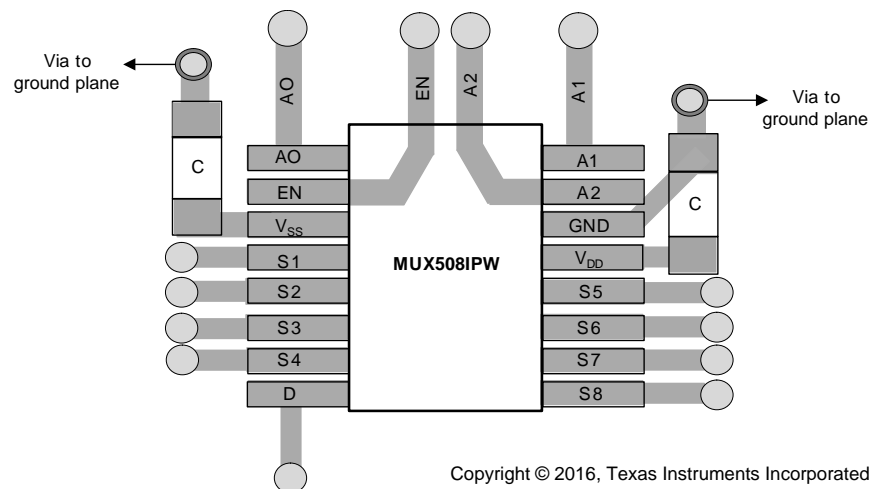 Via to
ground plane
AO
EN
A2
A1
Via to
ground plane
C
AO
EN
VSS
S1
S2
S3
S4
D
MUX508IPW
A1
A2
GND
VDD
S5
S6
S7
S8
C
Copyright © 2016, Texas Instruments Incorporated